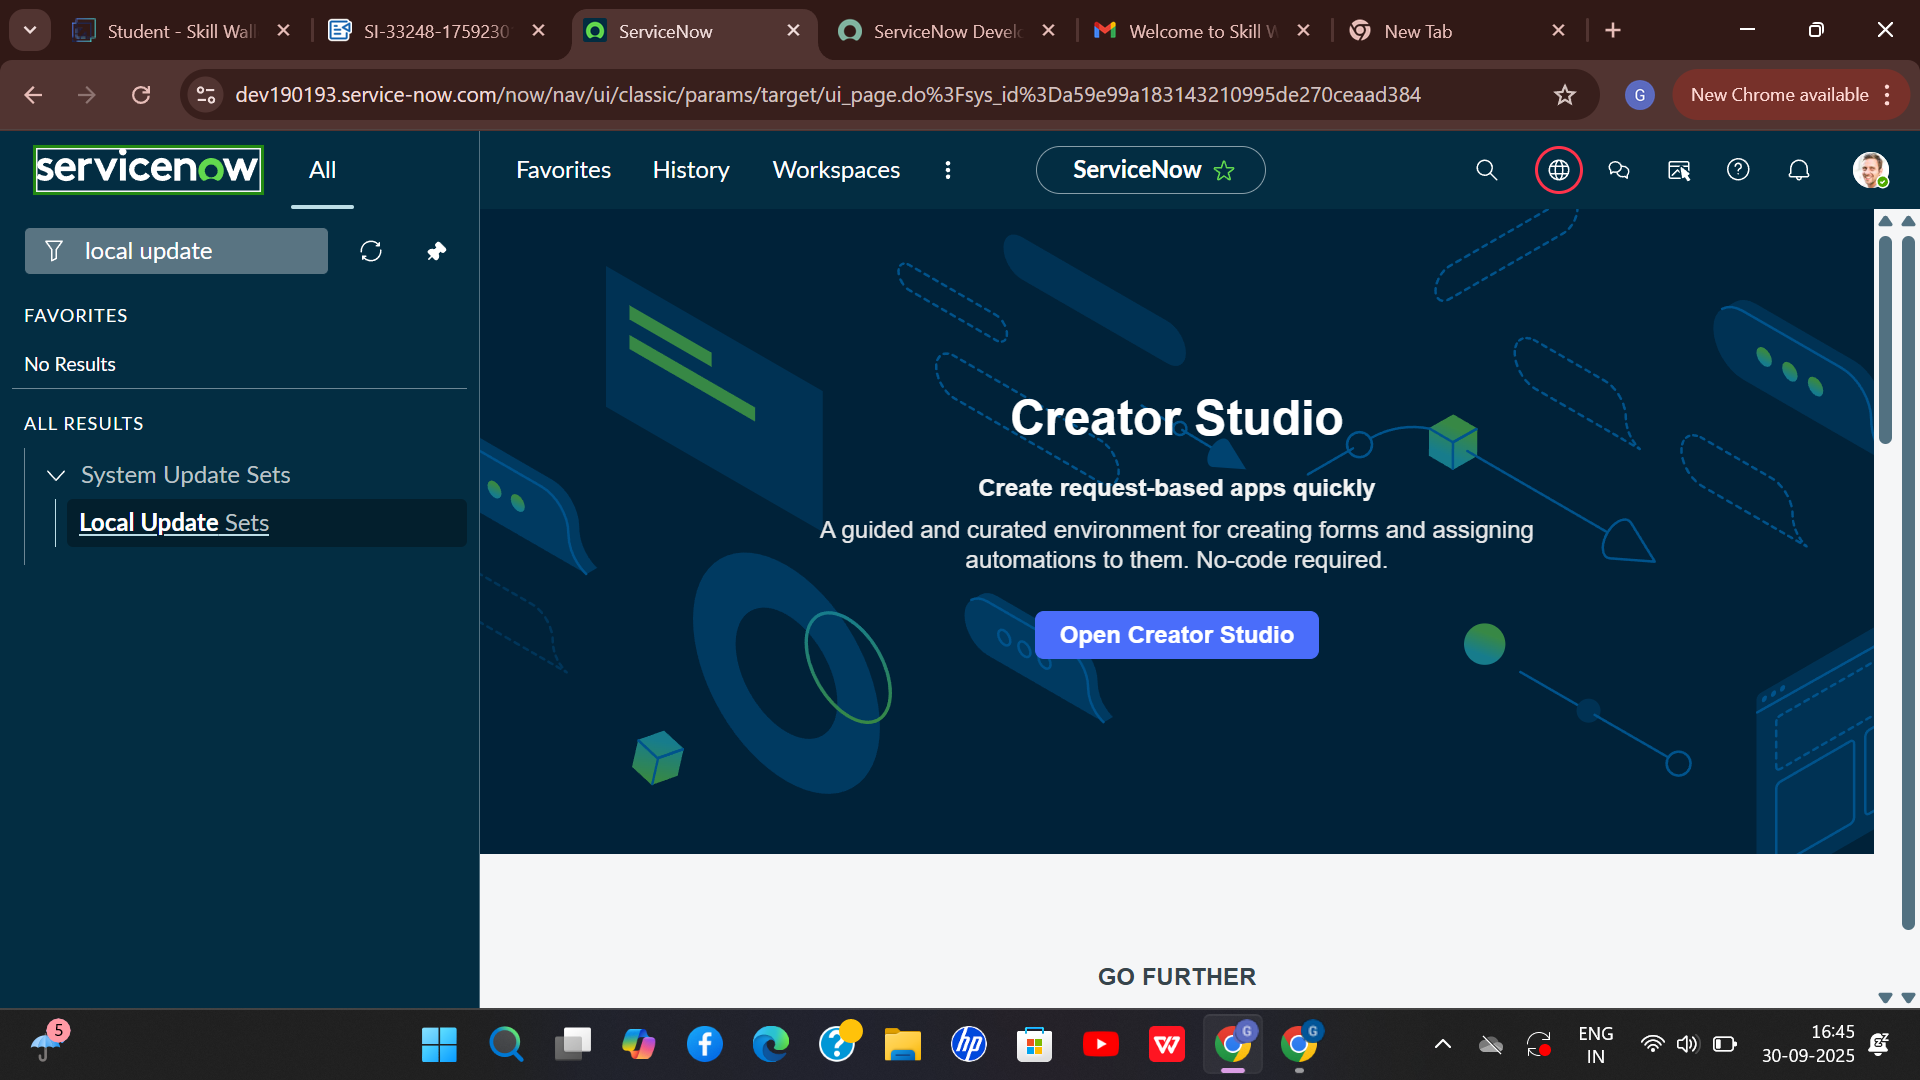 Student - Skill Wall
SI-33248-1759230
ServiceNow
ServiceNow Develo
Welcome to Skill W
New Tab
dev190193.service-now.com/now/nav/ui/classic/params/target/ui_page.do%3Fsys_id%3Da59e99a183143210995de270ceaad384
G
New Chrome available
servicenow
All
Favorites
History
Workspaces
ServiceNow
local update
FAVORITES
No Results
ALL RESULTS
System Update Sets
Local Update Sets
Creator Studio
Create request-based apps quickly
A guided and curated environment for creating forms and assigning
automations to them. No-code required.
Open Creator Studio
GO FURTHER
5
hp
G
G
ENG
IN
16:45
30-09-2025